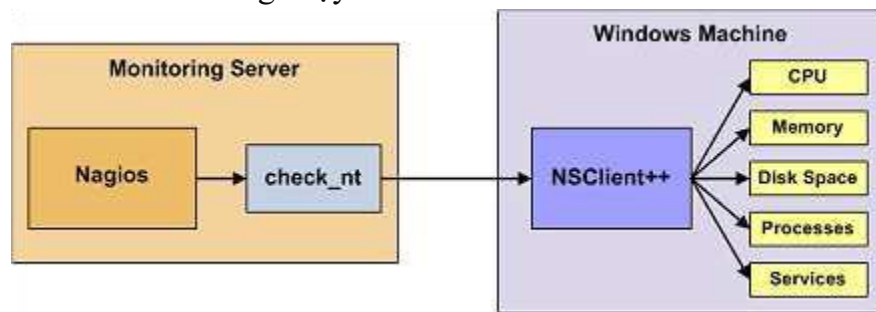 Monitoring Server
Nagios
check_nt
Windows Machine
NSClient++
CPU
Memory
Disk Space
Processes
Services